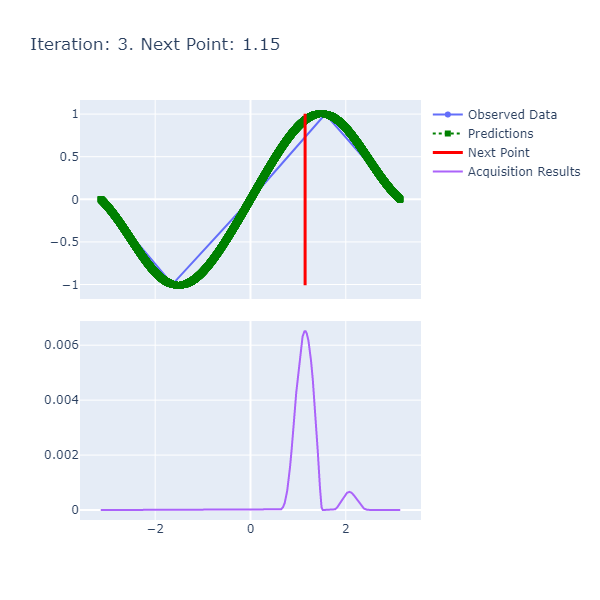 Iteration: 3. Next Point: 1.15
1
0.5
0
−0.5
−1
Observed Data
Predictions
Next Point
Acquisition Results
0.006
0.004
0.002
0
−2
0
2